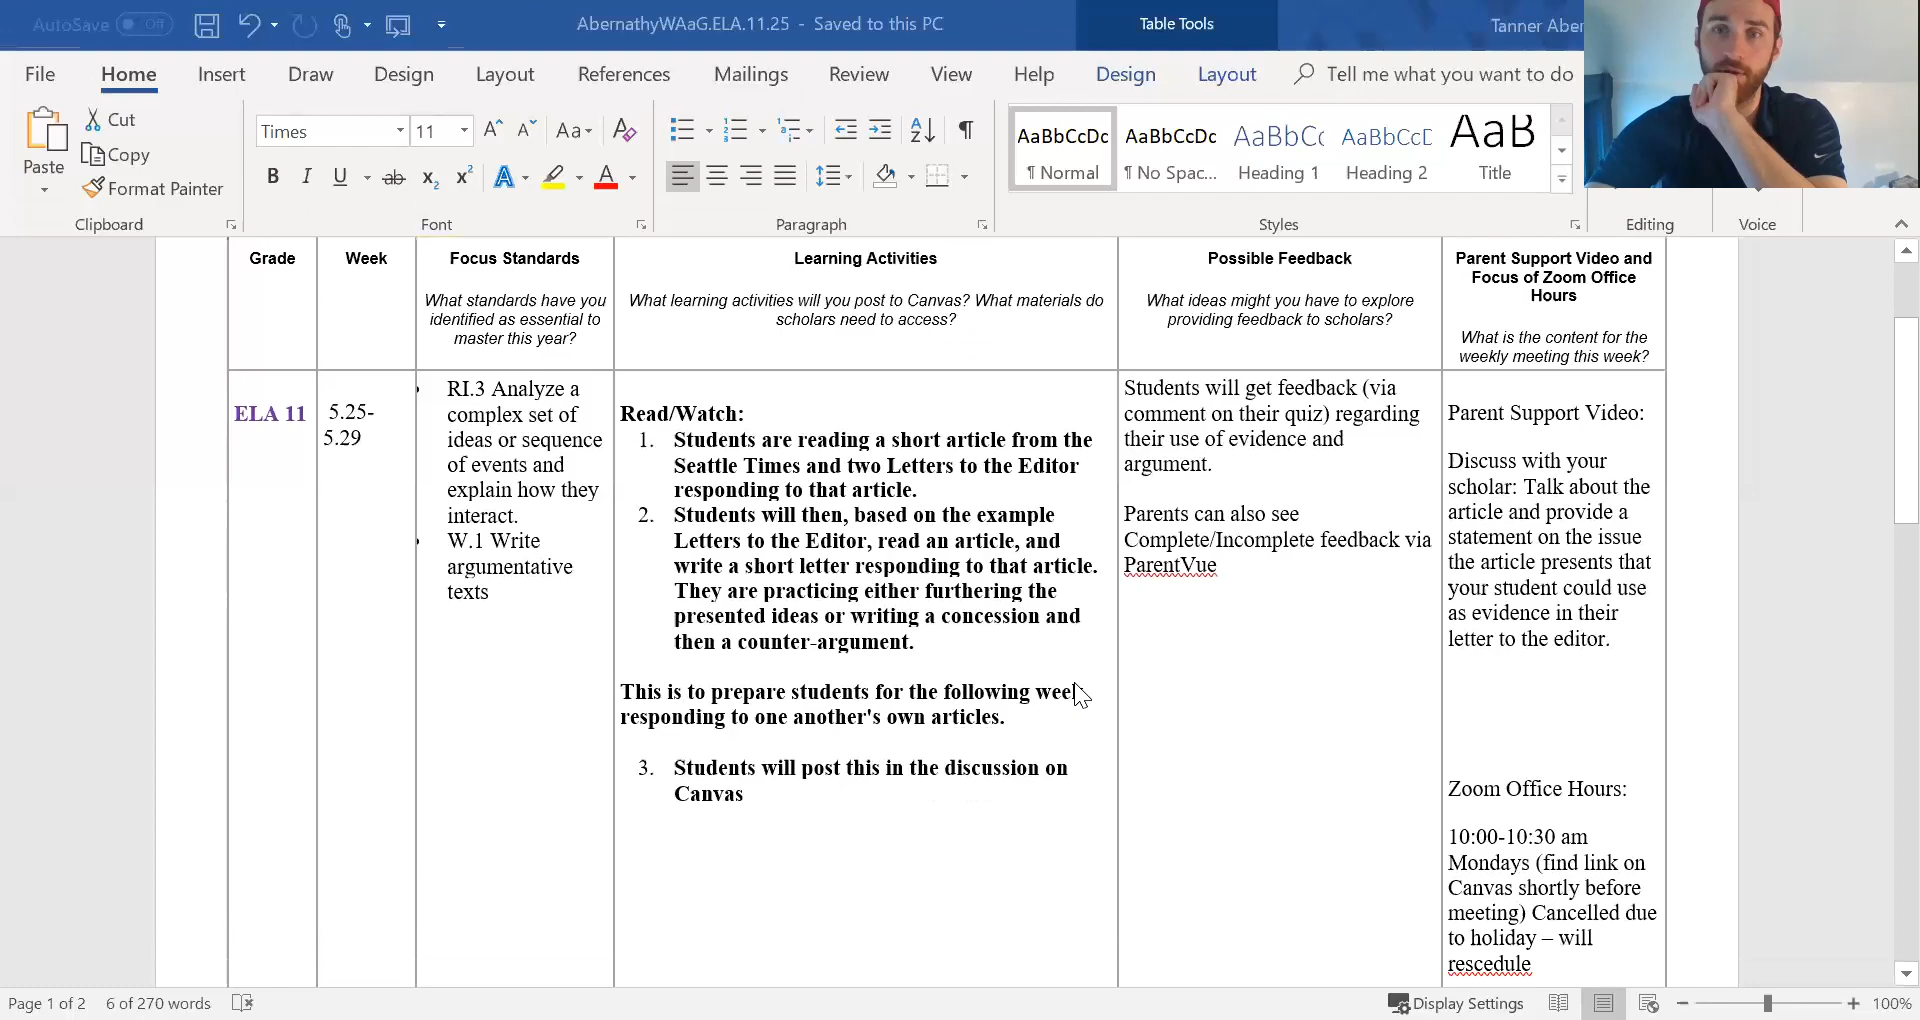 AutoSave Off
AbernathyWAaG.ELA.11.25 - Saved to this PC
Table Tools
Tanner Aber
File Home Insert Draw Design Layout References Mailings Review View Help Design Layout Tell me what you want to do
Paste
Cut
Copy
Format Painter
Clipboard
Times 11
Font
Paragraph
AaBbCcDc AaBbCcDc AaBbC AaBbCcD AaB
¶ Normal ¶ No Spac... Heading 1 Heading 2 Title
Styles
Editing
Voice
Grade
Week
Focus Standards
What standards have you
identified as essential to
master this year?
Learning Activities
What learning activities will you post to Canvas? What materials do
scholars need to access?
Possible Feedback
What ideas might you have to explore
providing feedback to scholars?
Parent Support Video and
Focus of Zoom Office
Hours
What is the content for the
weekly meeting this week?
ELA 11
5.25-
5.29
RI.3 Analyze a
complex set of
ideas or sequence
of events and
explain how they
interact.
W.1 Write
argumentative
texts
Read/Watch:
1. Students are reading a short article from the
Seattle Times and two Letters to the Editor
responding to that article.
2. Students will then, based on the example
Letters to the Editor, read an article, and
write a short letter responding to that article.
They are practicing either furthering the
presented ideas or writing a concession and
then a counter-argument.
This is to prepare students for the following week
responding to one another's own articles.
3. Students will post this in the discussion on
Canvas
Students will get feedback (via
comment on their quiz) regarding
their use of evidence and
argument.
Parents can also see
Complete/Incomplete feedback via
ParentVue
Parent Support Video:
Discuss with your
scholar: Talk about the
article and provide a
statement on the issue
the article presents that
your student could use
as evidence in their
letter to the editor.
Zoom Office Hours:
10:00-10:30 am
Mondays (find link on
Canvas shortly before
meeting) Cancelled due
to holiday – will
rescedule
Page 1 of 2 6 of 270 words
Display Settings
100%